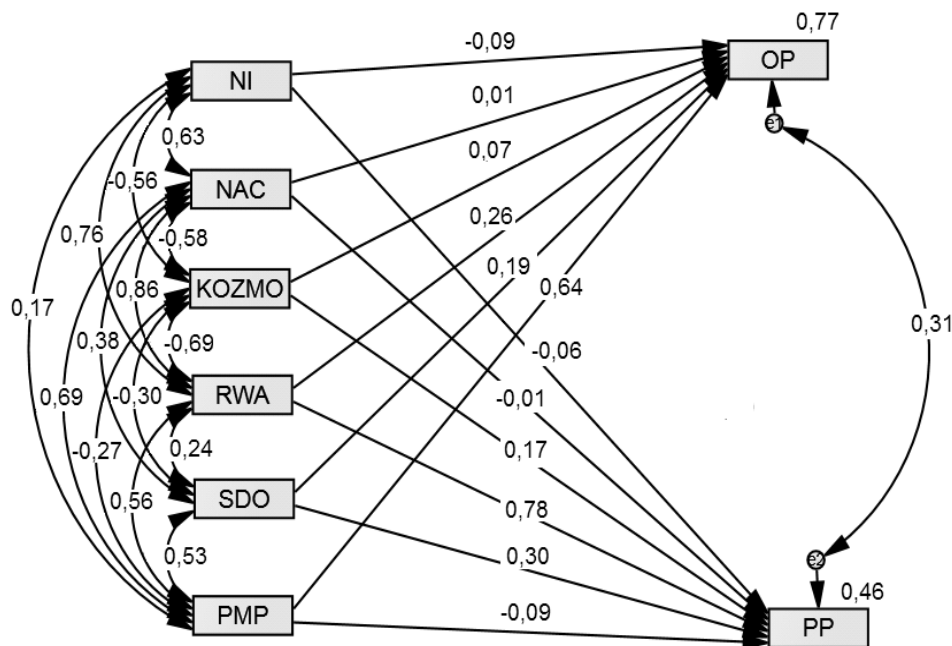 0,77
-0,09
NI
OP
0,01
e1
0,63
0,07
NAC
-0,56
0,26
-0,58
0,76
0,19
KOZMO
0,86
0,64
0,17
0,31
0,38
-0,69
-0,06
RWA
-0,30
0,69
-0,01
0,24
-0,27
0,17
SDO
0,56
0,78
0,53
0,30
e2
0,46
PMP
-0,09
PP